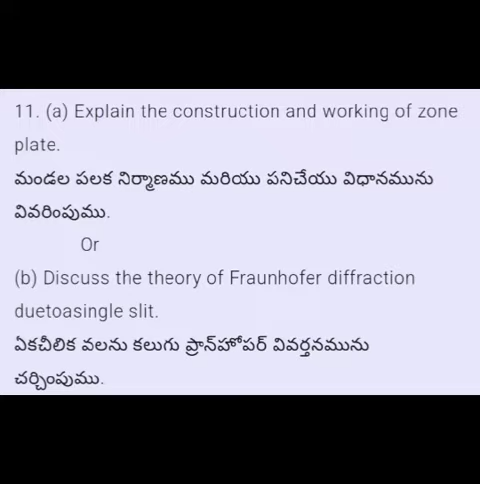 11. (a) Explain the construction and working of zone
plate.
మండల పలక నిర్మాణము మరియు పనిచేయు విధానమును
వివరింపుము.
Or
(b) Discuss the theory of Fraunhofer diffraction
duetoasingle slit.
ఏకచీలిక వలను కలుగు ప్రాన్‌హోపర్ వివర్తనమును
చర్చింపుము.